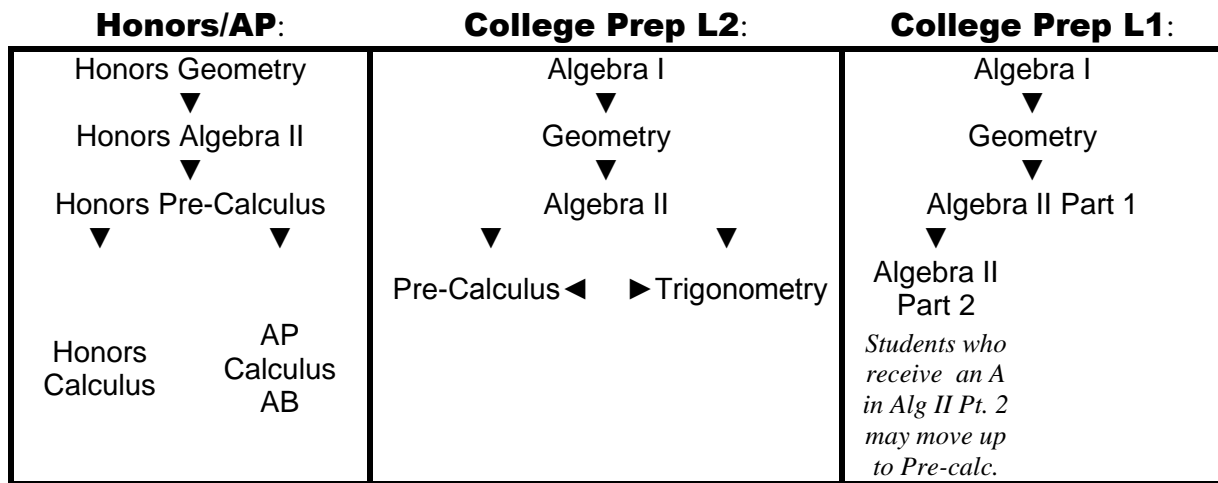 Honors/AP:
Honors Geometry
▼
Honors Algebra II
▼
Honors Pre-Calculus
▼ ▼
Honors
Calculus
AP
Calculus
AB
College Prep L2:
Algebra I
▼
Geometry
▼
Algebra II
▼ ▼
Pre-Calculus◄ ►Trigonometry
College Prep L1:
Algebra I
▼
Geometry
▼
Algebra II Part 1
▼
Algebra II
Part 2
Students who
receive an A
in Alg II Pt. 2
may move up
to Pre-calc.